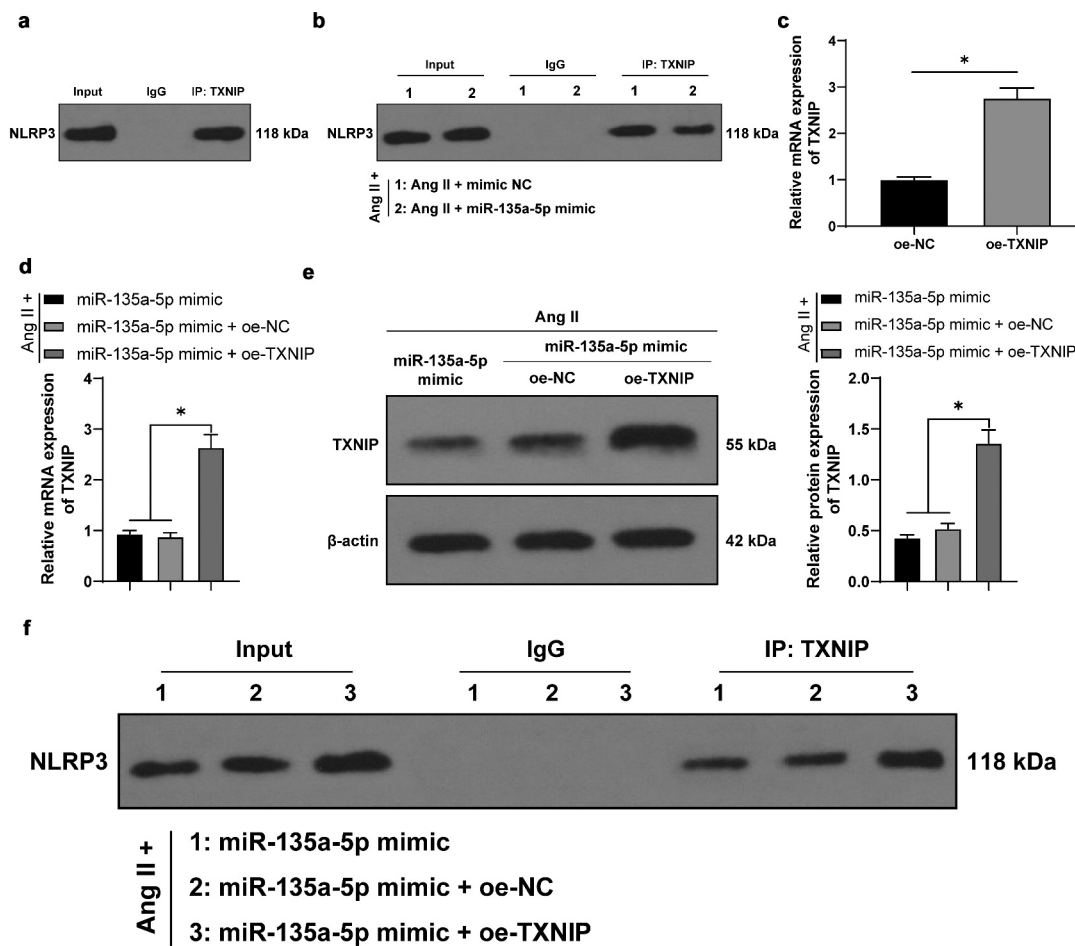 a
Input IgG IP: TXNIP
NLRP3 118 kDa
b
Input IgG IP: TXNIP
1 2 1 2 1 2
NLRP3 118 kDa
Ang II +
1: Ang II + mimic NC
2: Ang II + miR-135a-5p mimic
c
Relative mRNA expression
of TXNIP
4
3
2
1
0
*
oe-NC oe-TXNIP
d
Ang II +
miR-135a-5p mimic
miR-135a-5p mimic + oe-NC
miR-135a-5p mimic + oe-TXNIP
Relative mRNA expression
of TXNIP
4
3
2
1
0
*
e
Ang II
miR-135a-5p
mimic
miR-135a-5p mimic
oe-NC oe-TXNIP
TXNIP 55 kDa
β-actin 42 kDa
Ang II +
miR-135a-5p mimic
miR-135a-5p mimic + oe-NC
miR-135a-5p mimic + oe-TXNIP
Relative protein expression
of TXNIP
2.0
1.5
1.0
0.5
0.0
*
f
Input IgG IP: TXNIP
1 2 3 1 2 3 1 2 3
NLRP3 118 kDa
Ang II +
1: miR-135a-5p mimic
2: miR-135a-5p mimic + oe-NC
3: miR-135a-5p mimic + oe-TXNIP